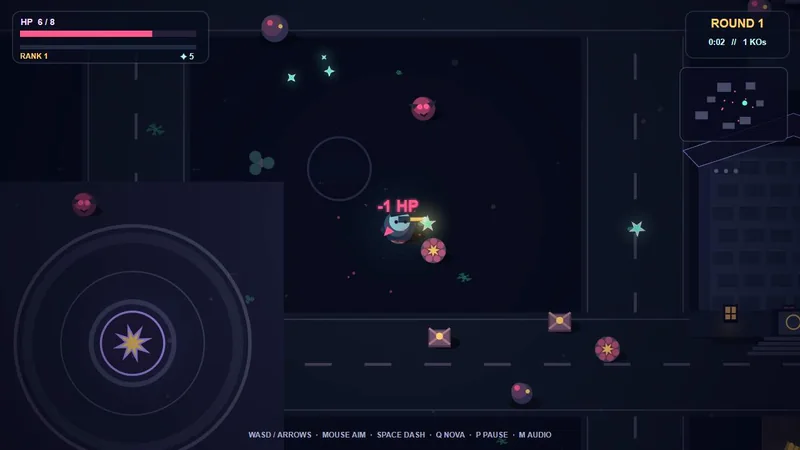 HP 6 / 8
RANK 1
✦ 5
ROUND 1
0:02 // 1 KOs
-1 HP
WASD / ARROWS · MOUSE AIM · SPACE DASH · Q NOVA · P PAUSE · M AUDIO